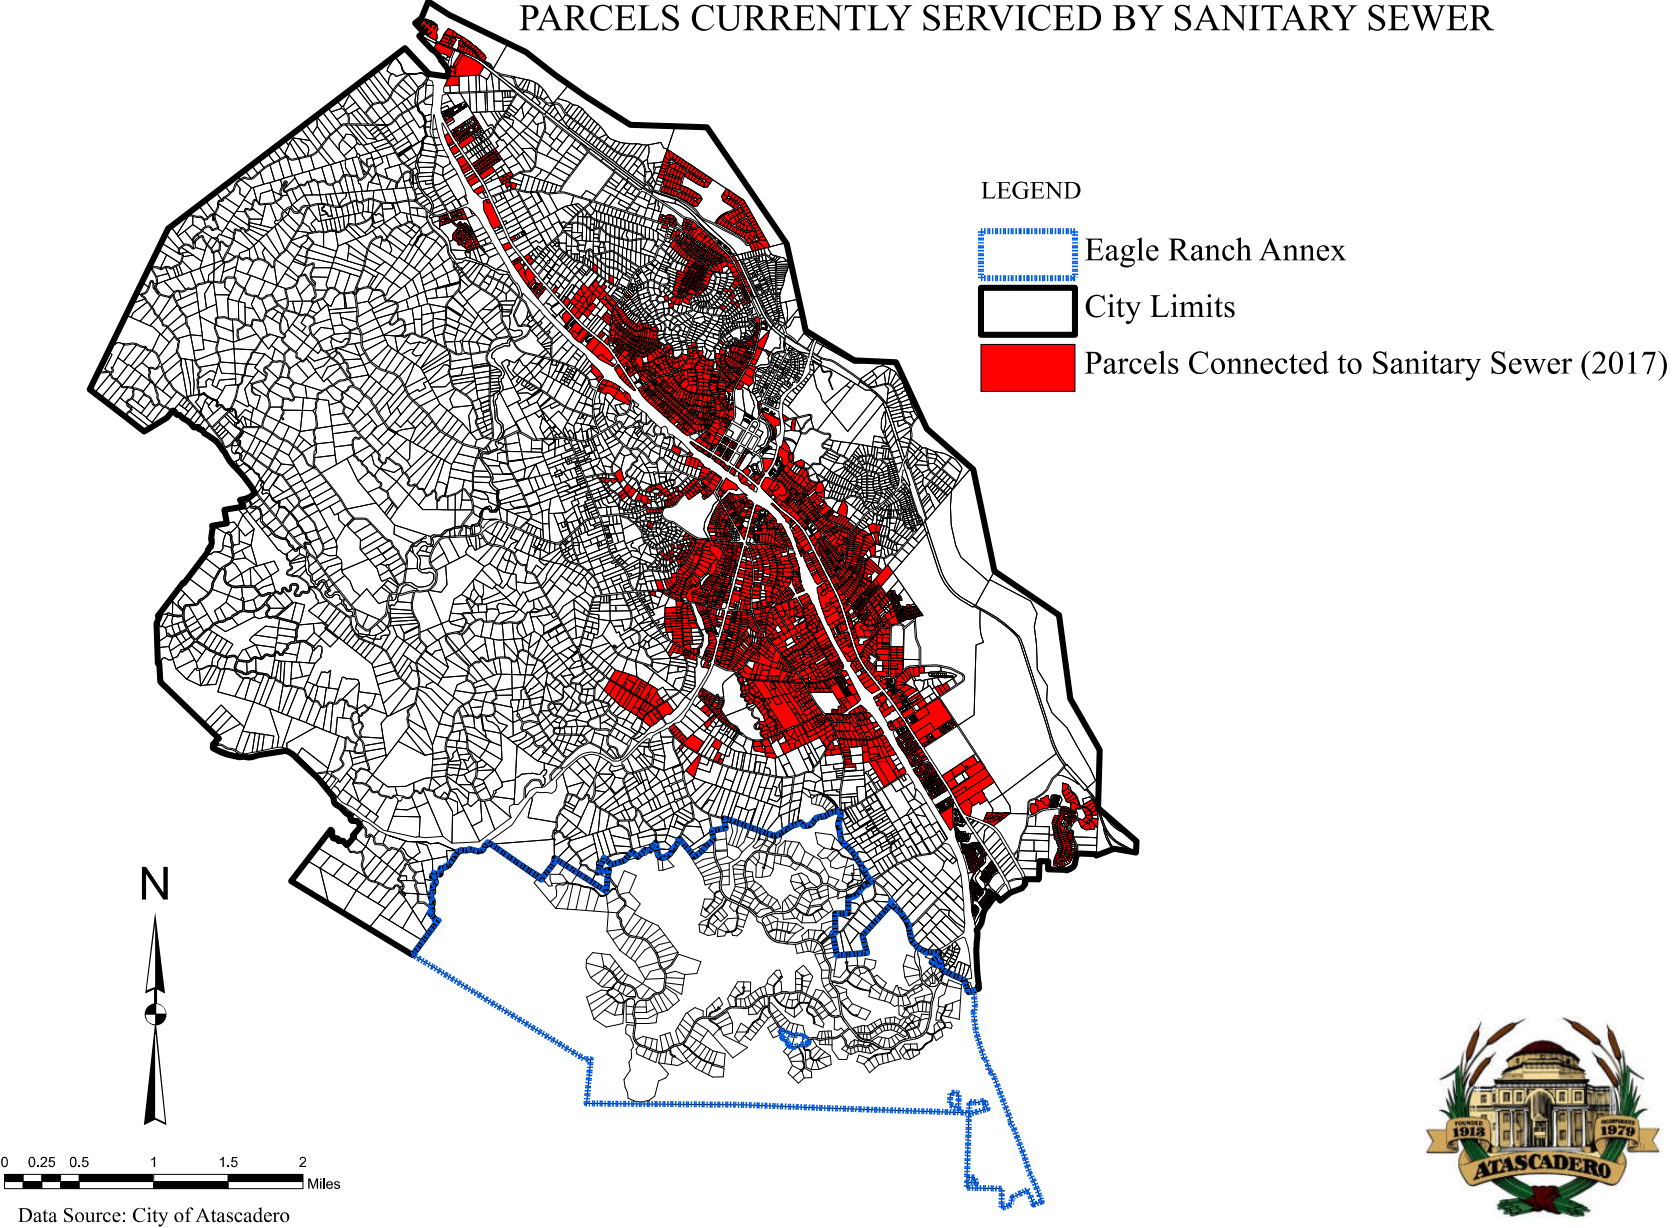 PARCELS CURRENTLY SERVICED BY SANITARY SEWER
LEGEND
Eagle Ranch Annex
City Limits
Parcels Connected to Sanitary Sewer (2017)
N
0 0.25 0.5 1 1.5 2
Miles
Data Source: City of Atascadero
FOUNDED
1913
INCORPORATED
1979
ATASCADERO